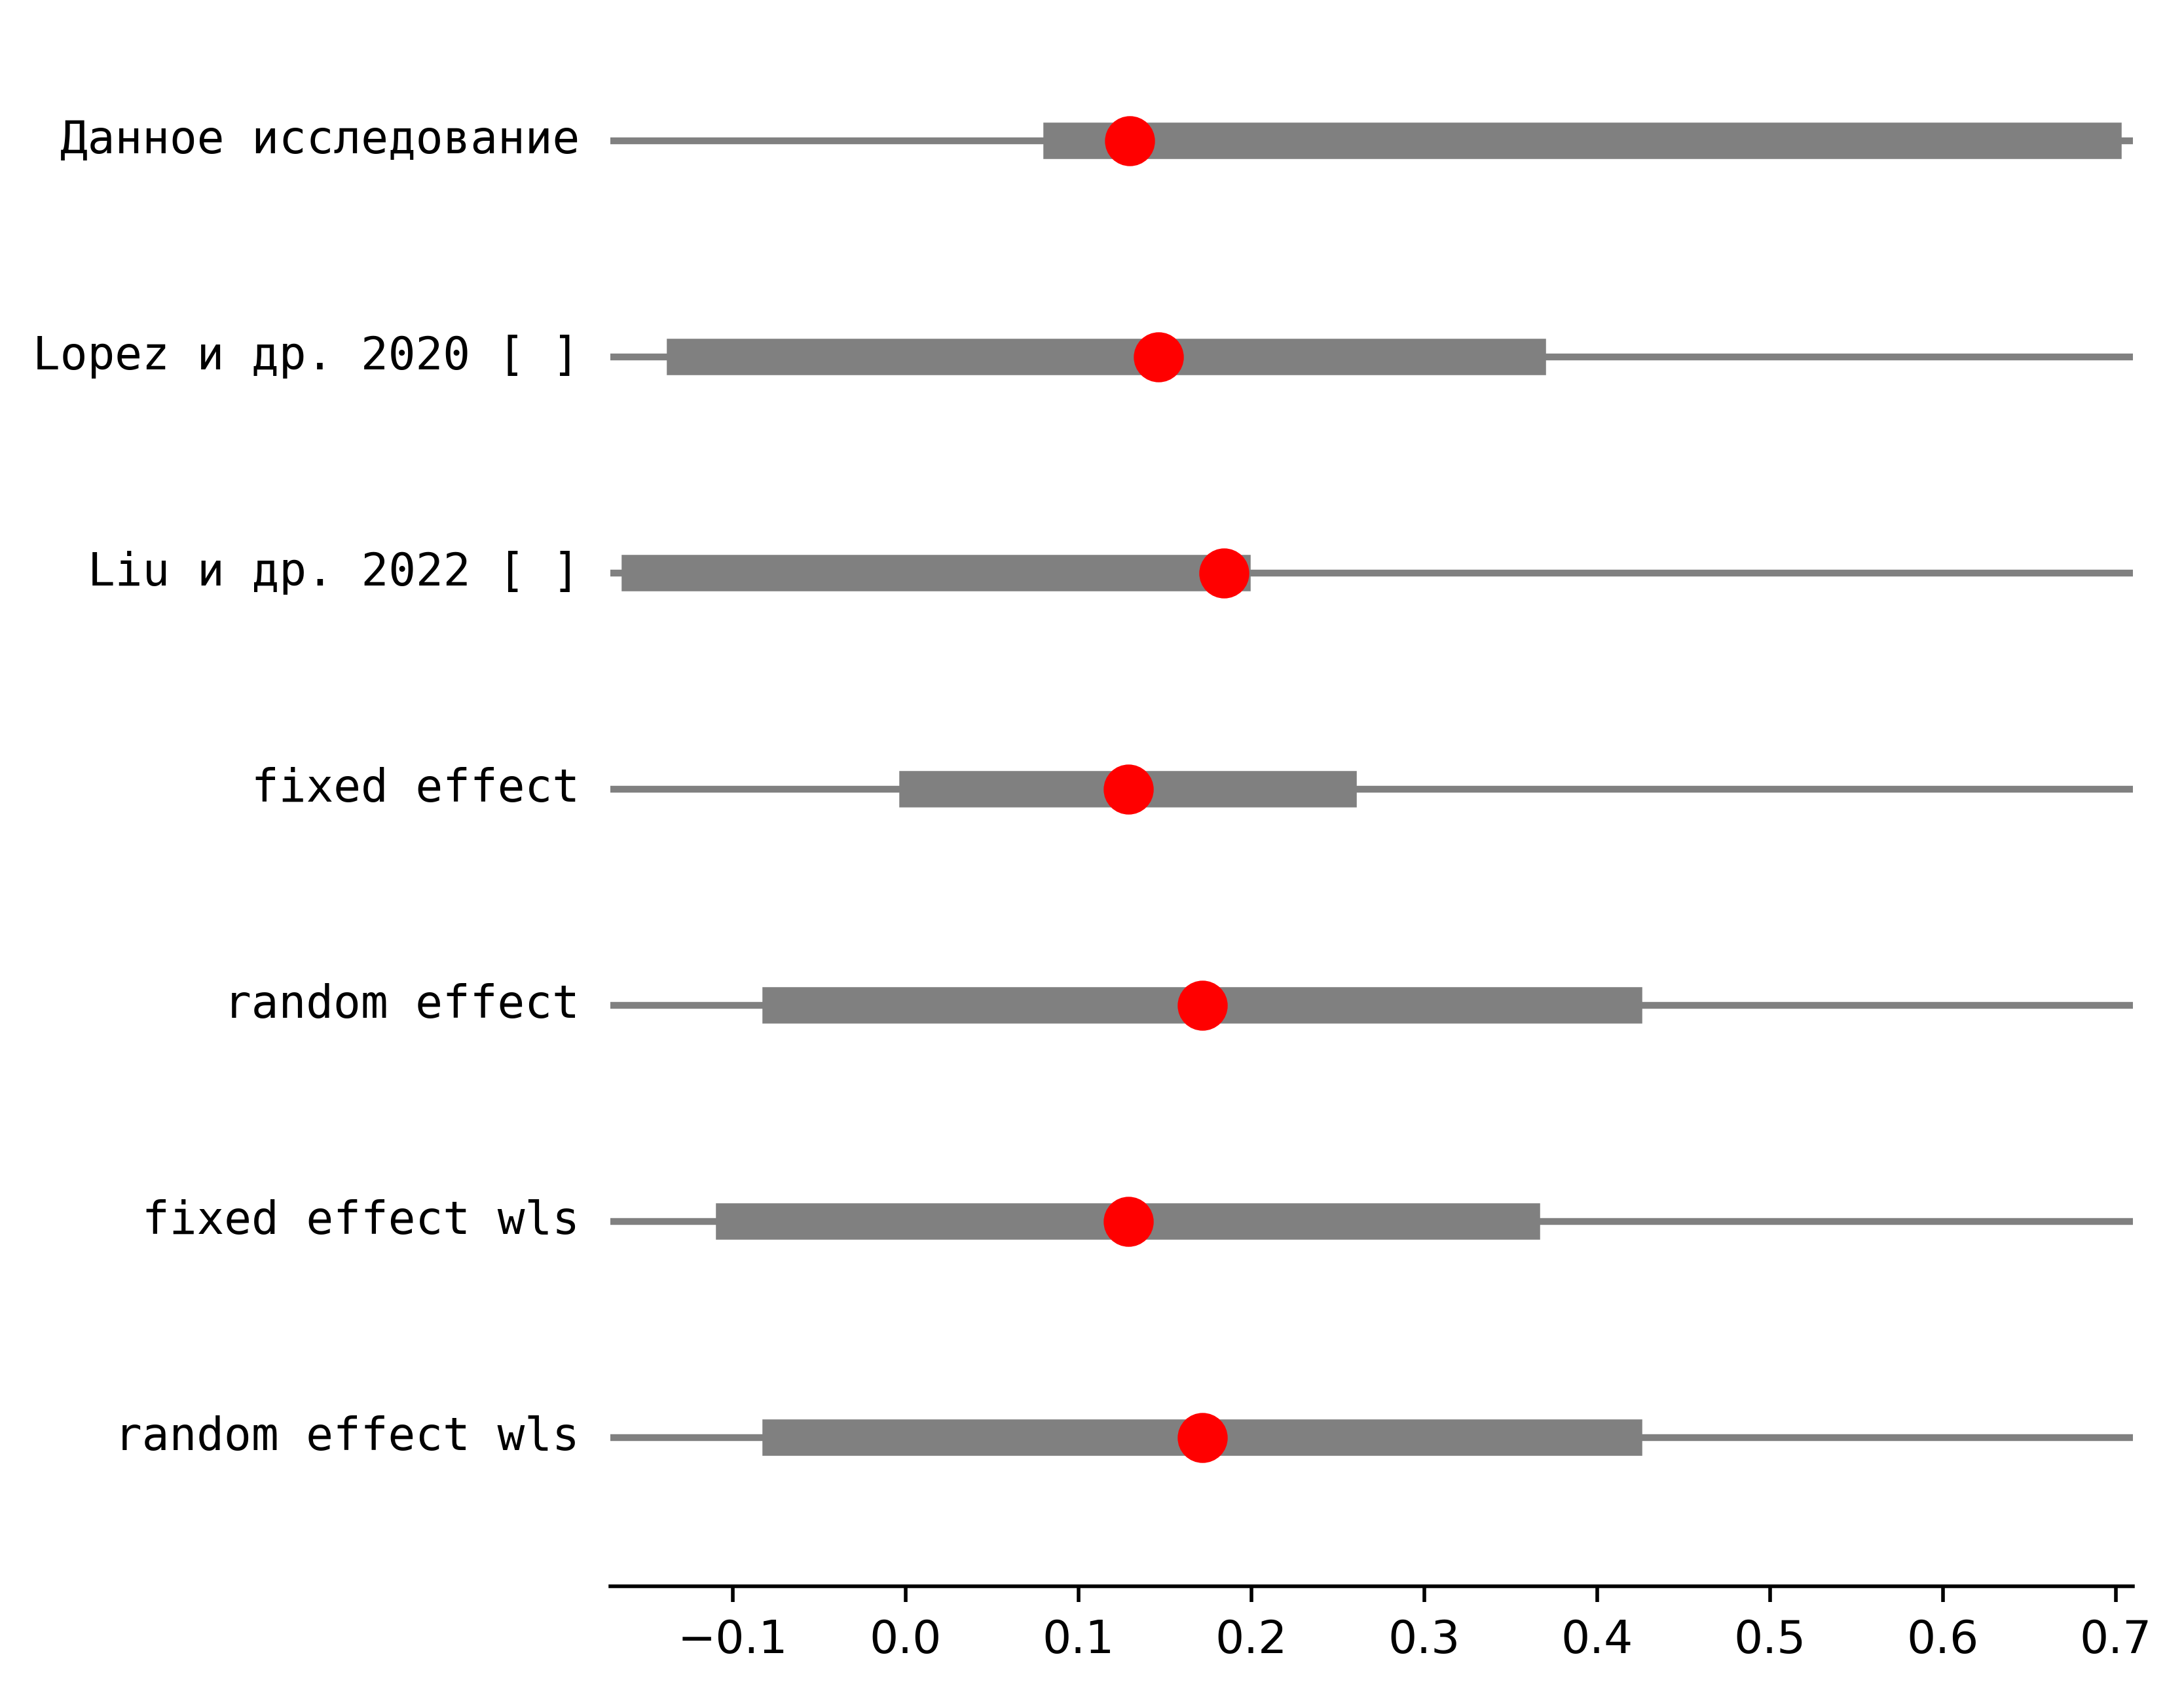 Данное исследование
Lopez и др. 2020 [ ]
Liu и др. 2022 [ ]
fixed effect
random effect
fixed effect wls
random effect wls
−0.1 0.0 0.1 0.2 0.3 0.4 0.5 0.6 0.7